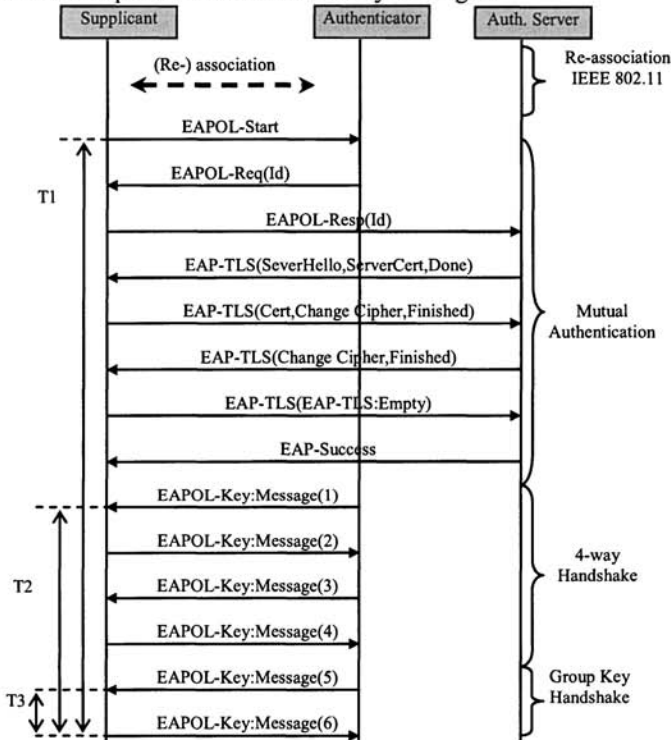 Supplicant
Authenticator
Auth. Server
(Re-) association
Re-association
IEEE 802.11
EAPOL-Start
T1
EAPOL-Req(Id)
EAPOL-Resp(Id)
EAP-TLS(SeverHello,ServerCert,Done)
EAP-TLS(Cert,Change Cipher,Finished)
Mutual
Authentication
EAP-TLS(Change Cipher,Finished)
EAP-TLS(EAP-TLS:Empty)
EAP-Success
EAPOL-Key:Message(1)
EAPOL-Key:Message(2)
T2
4-way
Handshake
EAPOL-Key:Message(3)
EAPOL-Key:Message(4)
EAPOL-Key:Message(5)
Group Key
Handshake
T3
EAPOL-Key:Message(6)